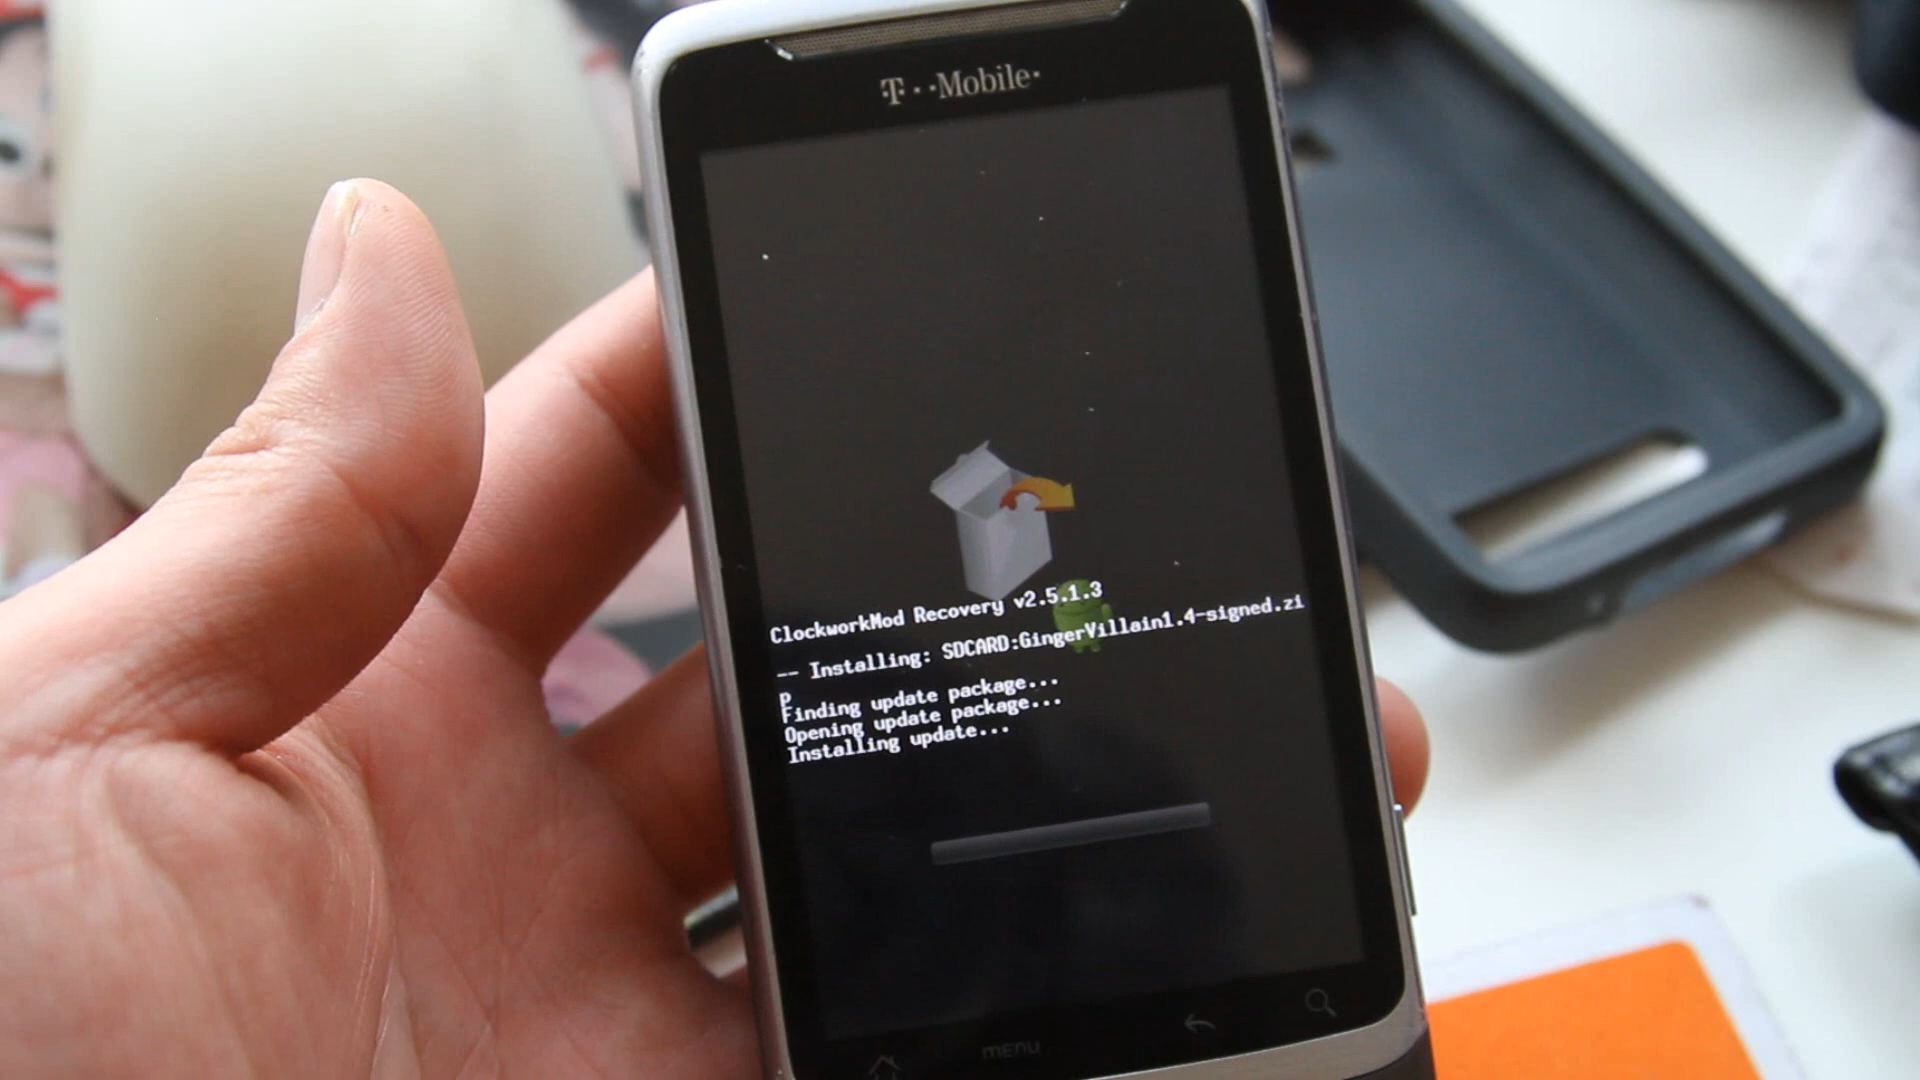 T··Mobile·
ClockworkMod Recovery v2.5.1.3
-- Installing: SDCARD:GingerVillain1.4-signed.zi
p
Finding update package...
Opening update package...
Installing update...
MENU